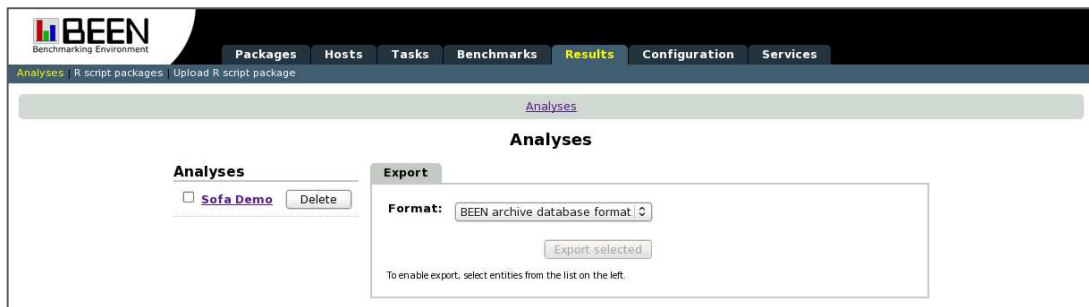 BEEN
Benchmarking Environment
Packages Hosts Tasks Benchmarks Results Configuration Services
Analyses | R script packages | Upload R script package
Analyses
Analyses
Analyses
Sofa Demo Delete
Export
Format: BEEN archive database format
Export selected
To enable export, select entities from the list on the left.